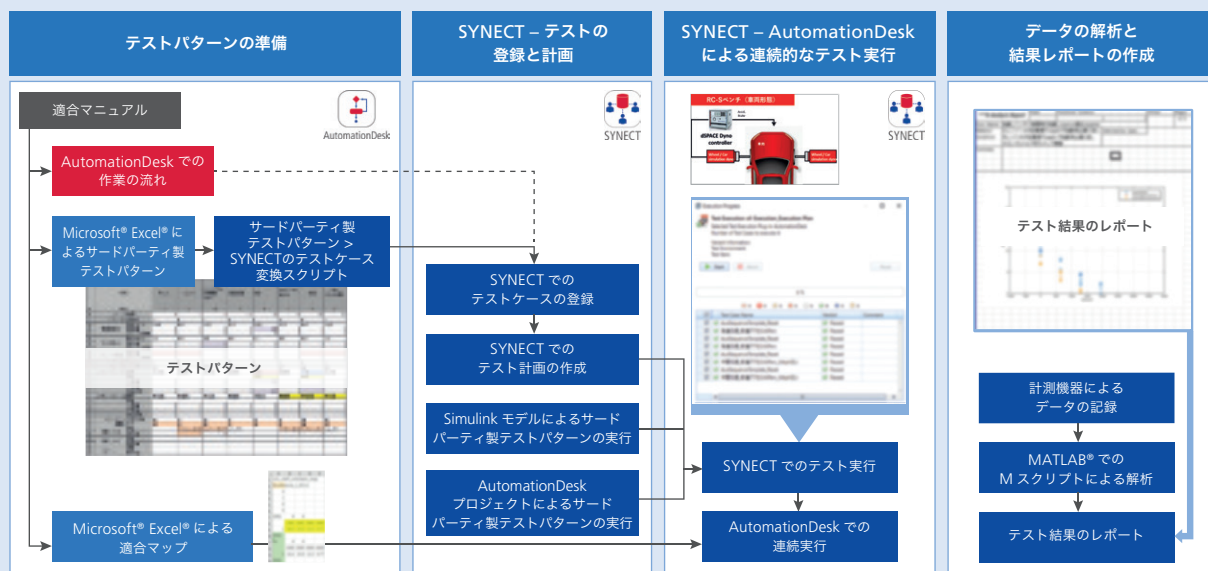 テストパターンの準備
SYNECT – テストの
登録と計画
SYNECT – AutomationDesk
による連続的なテスト実行
データの解析と
結果レポートの作成
適合マニュアル
AutomationDesk
AutomationDesk での
作業の流れ
Microsoft® Excel® に
よるサードパーティ製
テストパターン
サードパーティ製
テストパターン >
SYNECTのテストケース
変換スクリプト
テストパターン
Microsoft® Excel® による
適合マップ
SYNECT
SYNECT での
テストケースの登録
SYNECT での
テスト計画の作成
Simulink モデルによるサード
パーティ製テストパターンの実行
AutomationDesk
プロジェクトによるサード
パーティ製テストパターンの実行
RC-Sベンチ（車両形態）
dSPACE Dyno
controller
SYNECT
SYNECT でのテスト実行
AutomationDesk での
連続実行
テスト結果のレポート
計測機器による
データの記録
MATLAB® での
M スクリプトによる解析
テスト結果のレポート